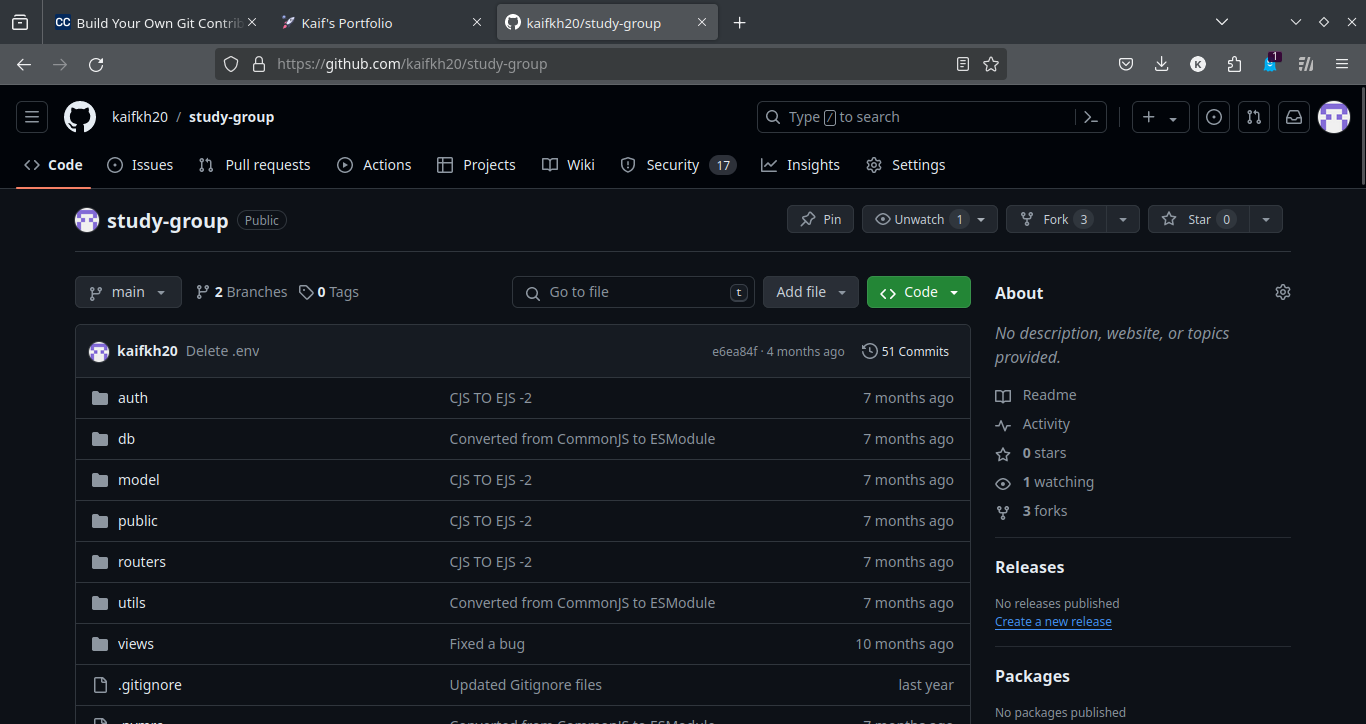 CC Build Your Own Git Contrib
Kaif's Portfolio
kaifkh20/study-group
https://github.com/kaifkh20/study-group
K
1
kaifkh20 / study-group
Type / to search
Code
Issues
Pull requests
Actions
Projects
Wiki
Security 17
Insights
Settings
study-group Public
Pin
Unwatch 1
Fork 3
Star 0
main
2 Branches
0 Tags
Go to file t
Add file
Code
kaifkh20 Delete .env e6ea84f · 4 months ago 51 Commits
auth CJS TO EJS -2 7 months ago
db Converted from CommonJS to ESModule 7 months ago
model CJS TO EJS -2 7 months ago
public CJS TO EJS -2 7 months ago
routers CJS TO EJS -2 7 months ago
utils Converted from CommonJS to ESModule 7 months ago
views Fixed a bug 10 months ago
.gitignore Updated Gitignore files last year
Converted from CommonJS to ESModule 7 months ago
About
No description, website, or topics
provided.
Readme
Activity
0 stars
1 watching
3 forks
Releases
No releases published
Create a new release
Packages
No packages published